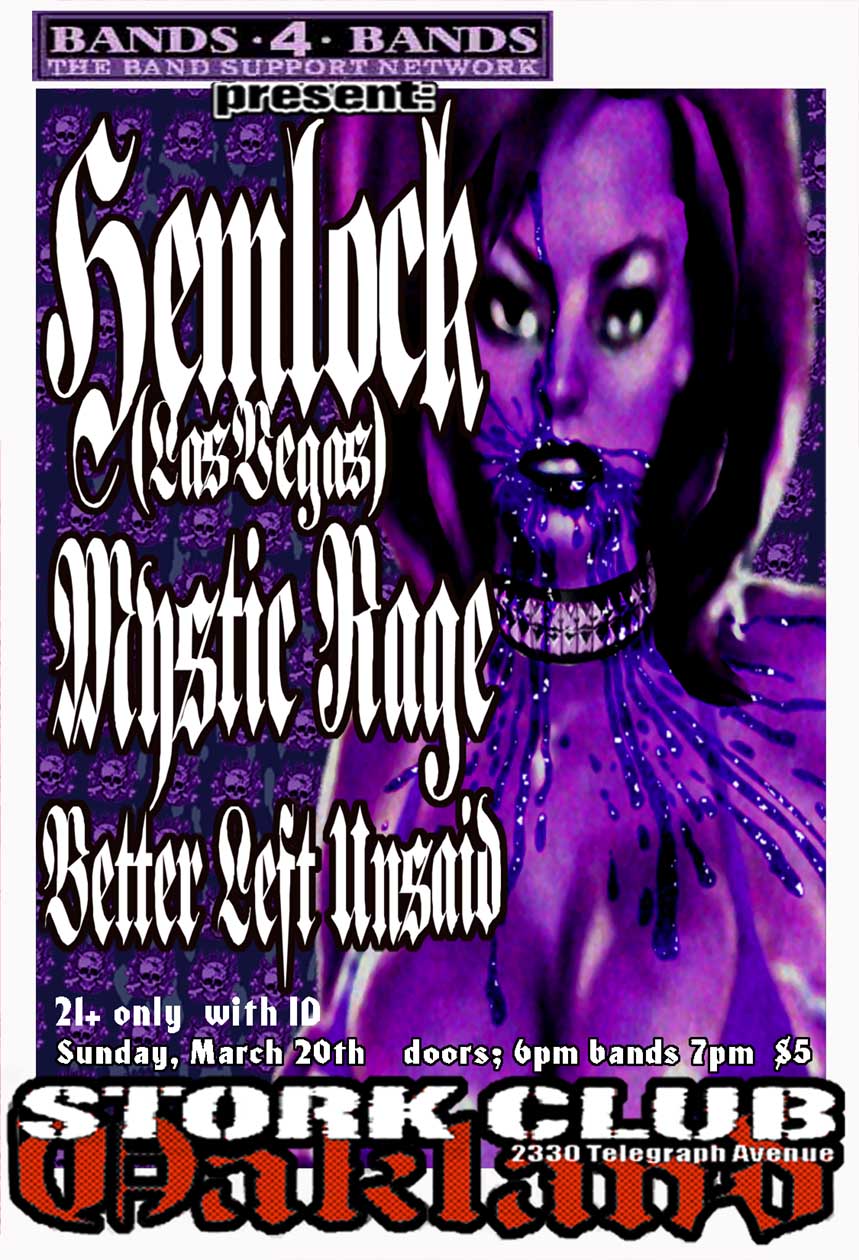 BANDS · 4 · BANDS
THE BAND SUPPORT NETWORK
present:
Hemlock
(Las Vegas)
Mystic Rage
Better Left Unsaid
21+ only with ID
Sunday, March 20th doors; 6pm bands 7pm $5
STORK CLUB
2330 Telegraph Avenue
Oakland